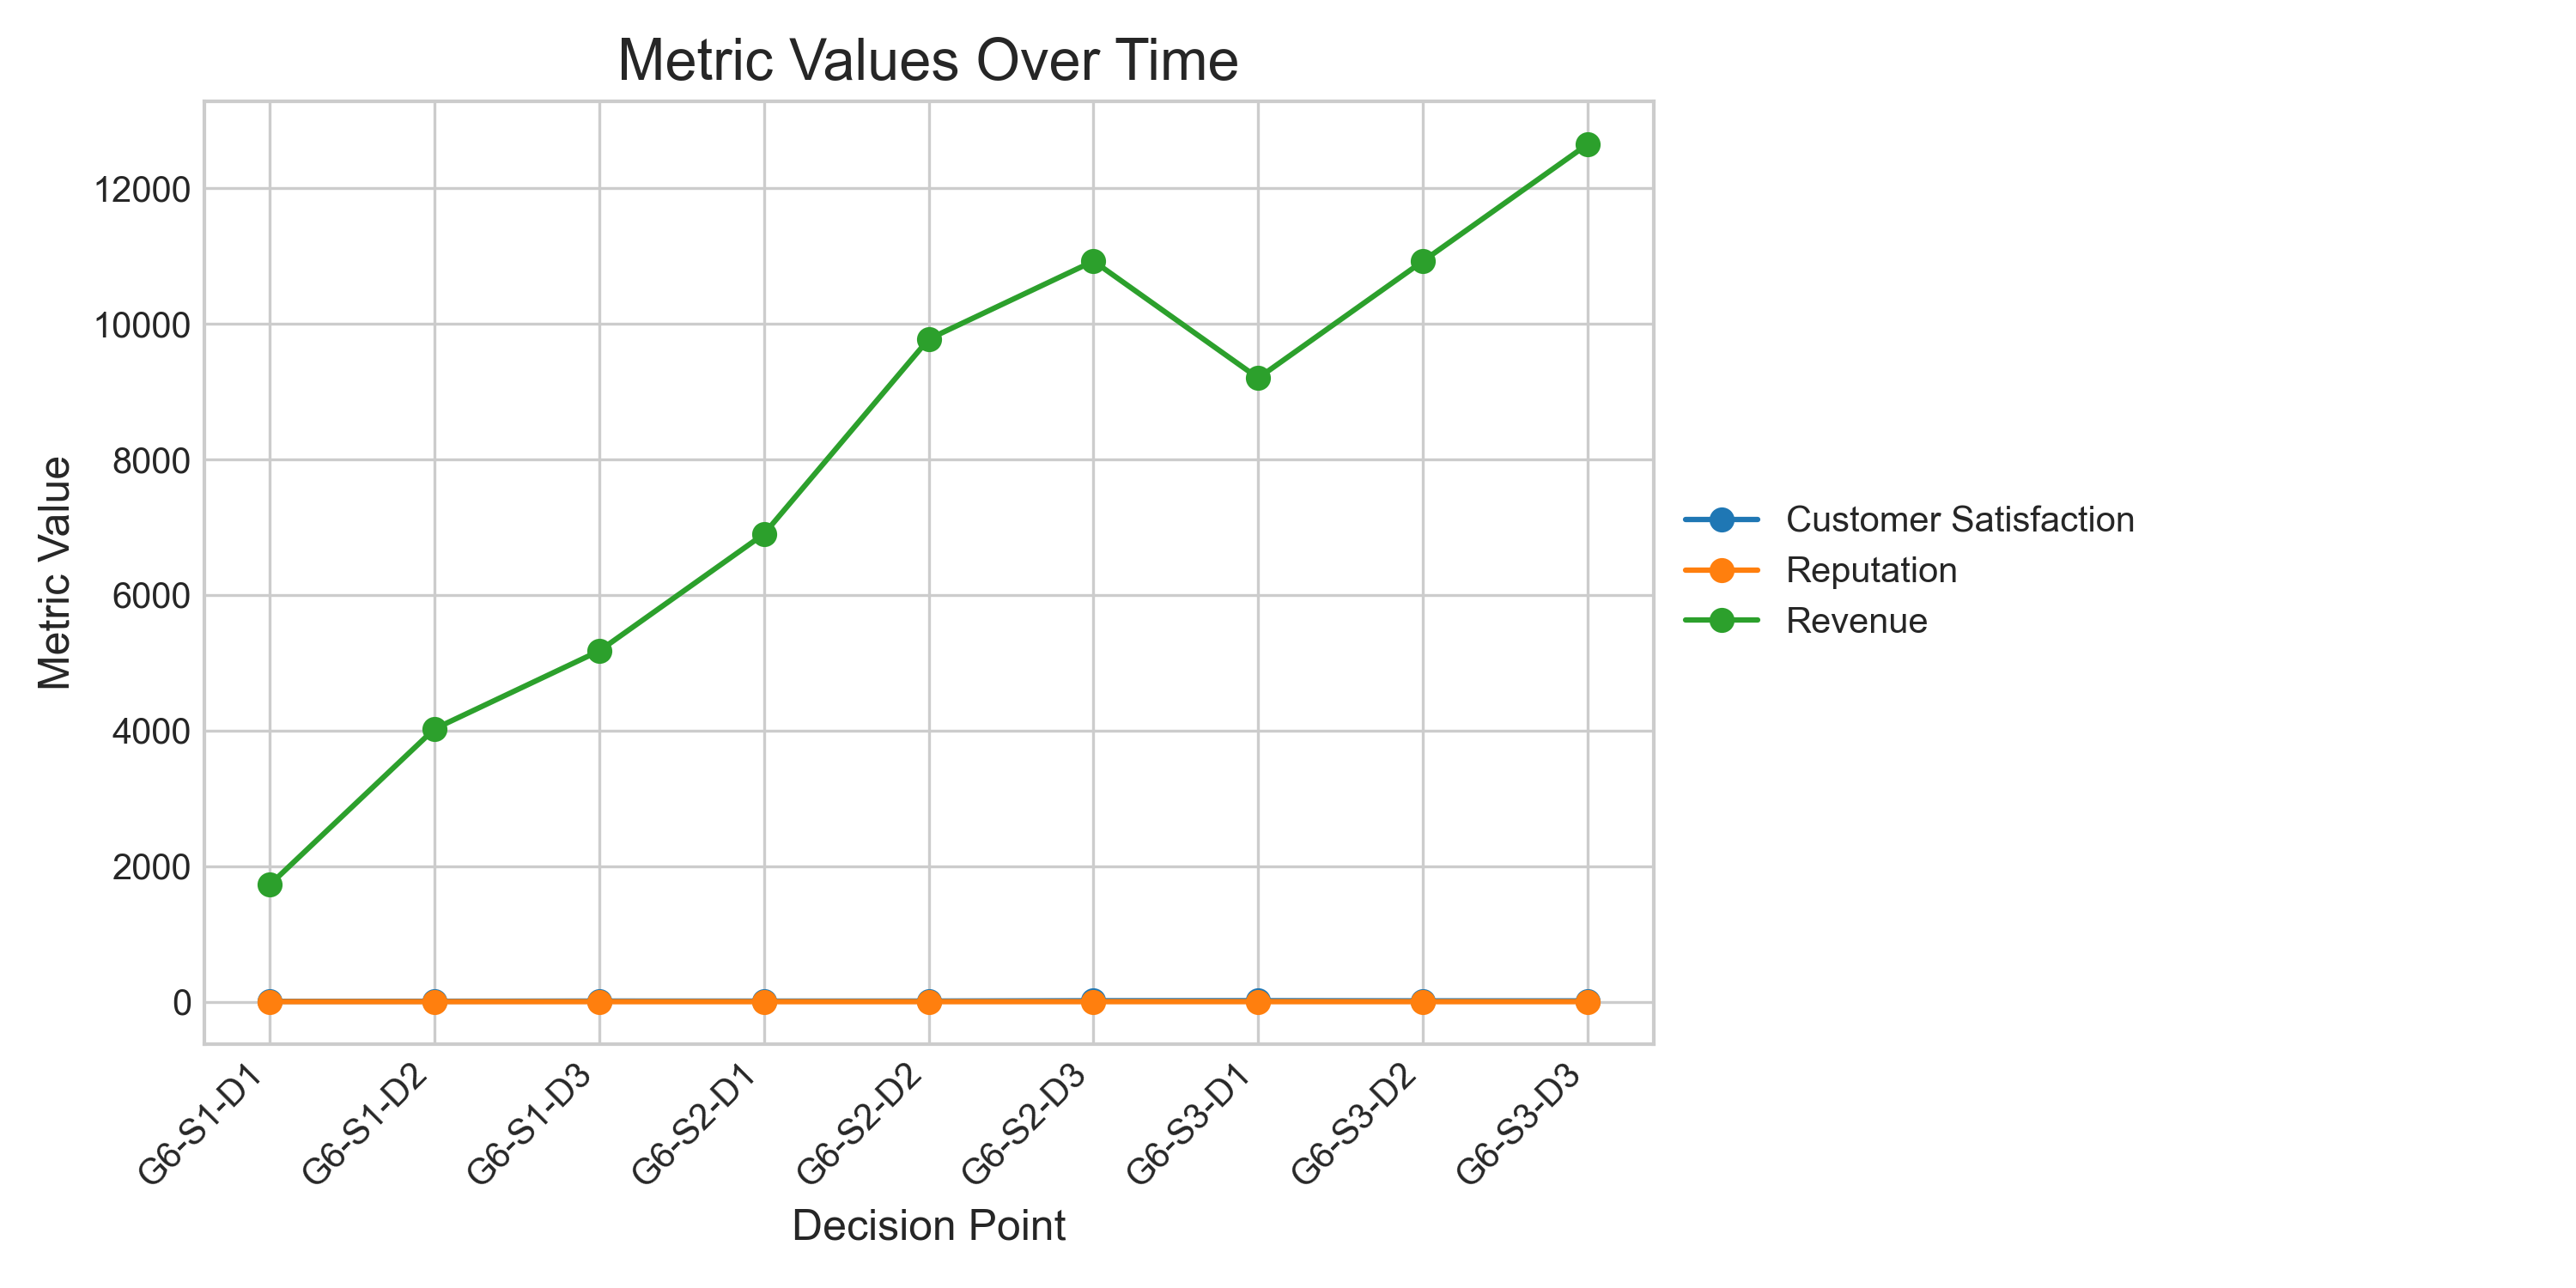 Metric Values Over Time
Metric Value
12000
10000
8000
6000
4000
2000
0
G6-S1-D1
G6-S1-D2
G6-S1-D3
G6-S2-D1
G6-S2-D2
G6-S2-D3
G6-S3-D1
G6-S3-D2
G6-S3-D3
Decision Point
Customer Satisfaction
Reputation
Revenue